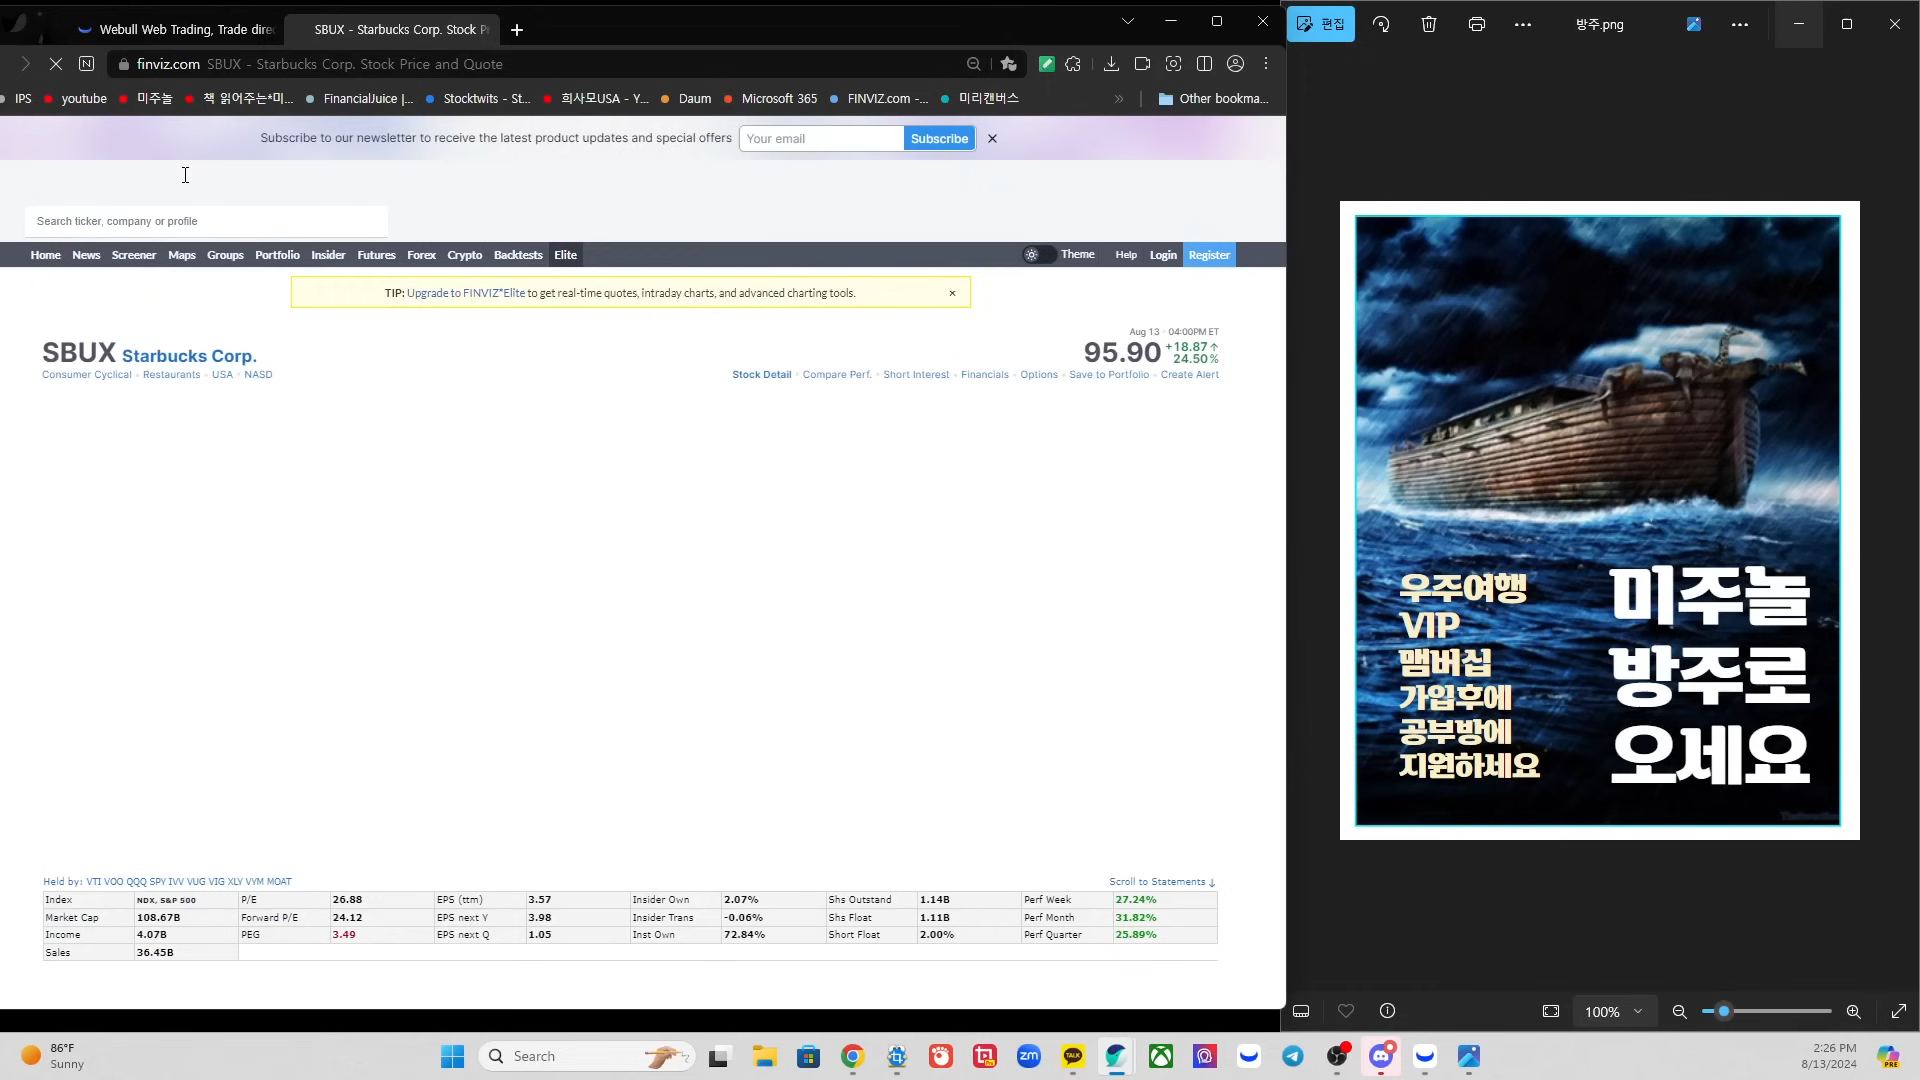 Webull Web Trading, Trade dire
SBUX - Starbucks Corp. Stock P
finviz.com SBUX - Starbucks Corp. Stock Price and Quote
IPS youtube 미주놀 책 읽어주는*미... FinancialJuice |... Stocktwits - St... 희사모USA - Y... Daum Microsoft 365 FINVIZ.com -... 미리캔버스 Other bookma...
Subscribe to our newsletter to receive the latest product updates and special offers Your email Subscribe
Search ticker, company or profile
Home News Screener Maps Groups Portfolio Insider Futures Forex Crypto Backtests Elite Theme Help Login Register
TIP: Upgrade to FINVIZ*Elite to get real-time quotes, intraday charts, and advanced charting tools. ×
Aug 13 · 04:00PM ET
SBUX Starbucks Corp.
95.90 +18.87↑
24.50%
Consumer Cyclical · Restaurants · USA · NASD
Stock Detail · Compare Perf. · Short Interest · Financials · Options · Save to Portfolio · Create Alert
Held by: VTI VOO QQQ SPY IVV VUG VIG XLY VYM MOAT
Scroll to Statements ↓
Index NDX, S&P 500 P/E 26.88 EPS (ttm) 3.57 Insider Own 2.07% Shs Outstand 1.14B Perf Week 27.24%
Market Cap 108.67B Forward P/E 24.12 EPS next Y 3.98 Insider Trans -0.06% Shs Float 1.11B Perf Month 31.82%
Income 4.07B PEG 3.49 EPS next Q 1.05 Inst Own 72.84% Short Float 2.00% Perf Quarter 25.89%
Sales 36.45B
편집
방주.png
우주여행
VIP
맴버십
가입후에
공부방에
지원하세요
미주놀
방주로
오세요
100%
86°F
Sunny
Search
zm
TALK
PRE
2:26 PM
8/13/2024